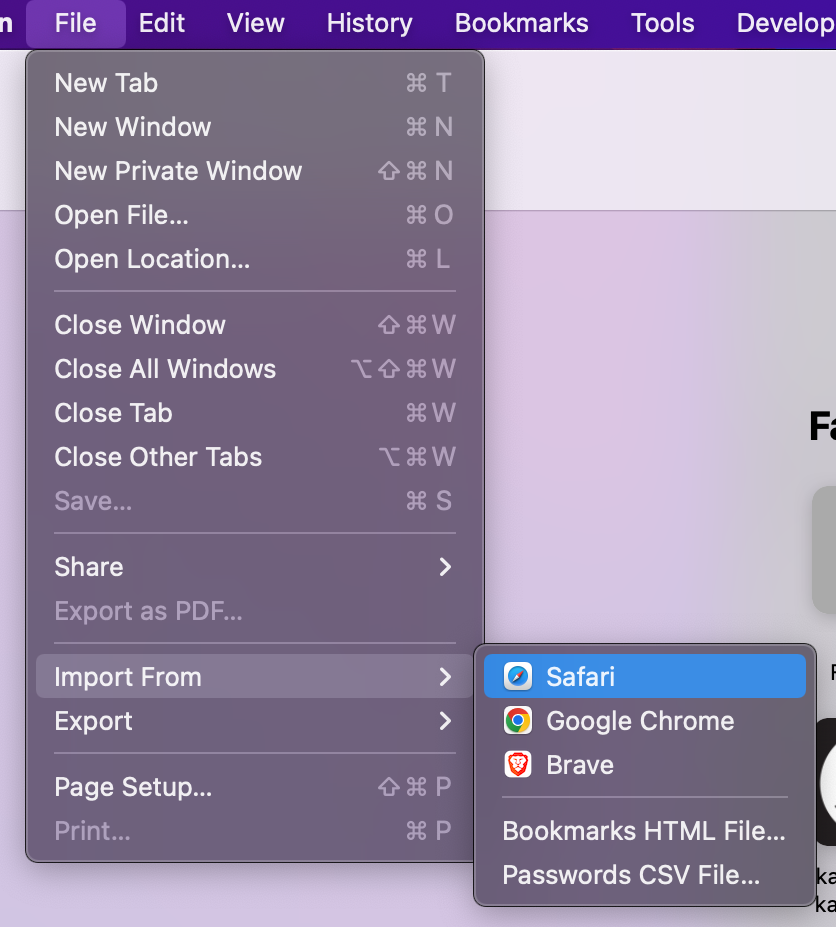 n File Edit View History Bookmarks Tools Develop
New Tab ⌘ T
New Window ⌘ N
New Private Window ⇧ ⌘ N
Open File... ⌘ O
Open Location... ⌘ L
Close Window ⇧ ⌘ W
Close All Windows ⌥ ⇧ ⌘ W
Close Tab ⌘ W
Close Other Tabs ⌥ ⌘ W
Save... ⌘ S
Share
Export as PDF...
Import From
Export
Page Setup... ⇧ ⌘ P
Print... ⌘ P
Safari
Google Chrome
Brave
Bookmarks HTML File...
Passwords CSV File...
Fa
ka
ka